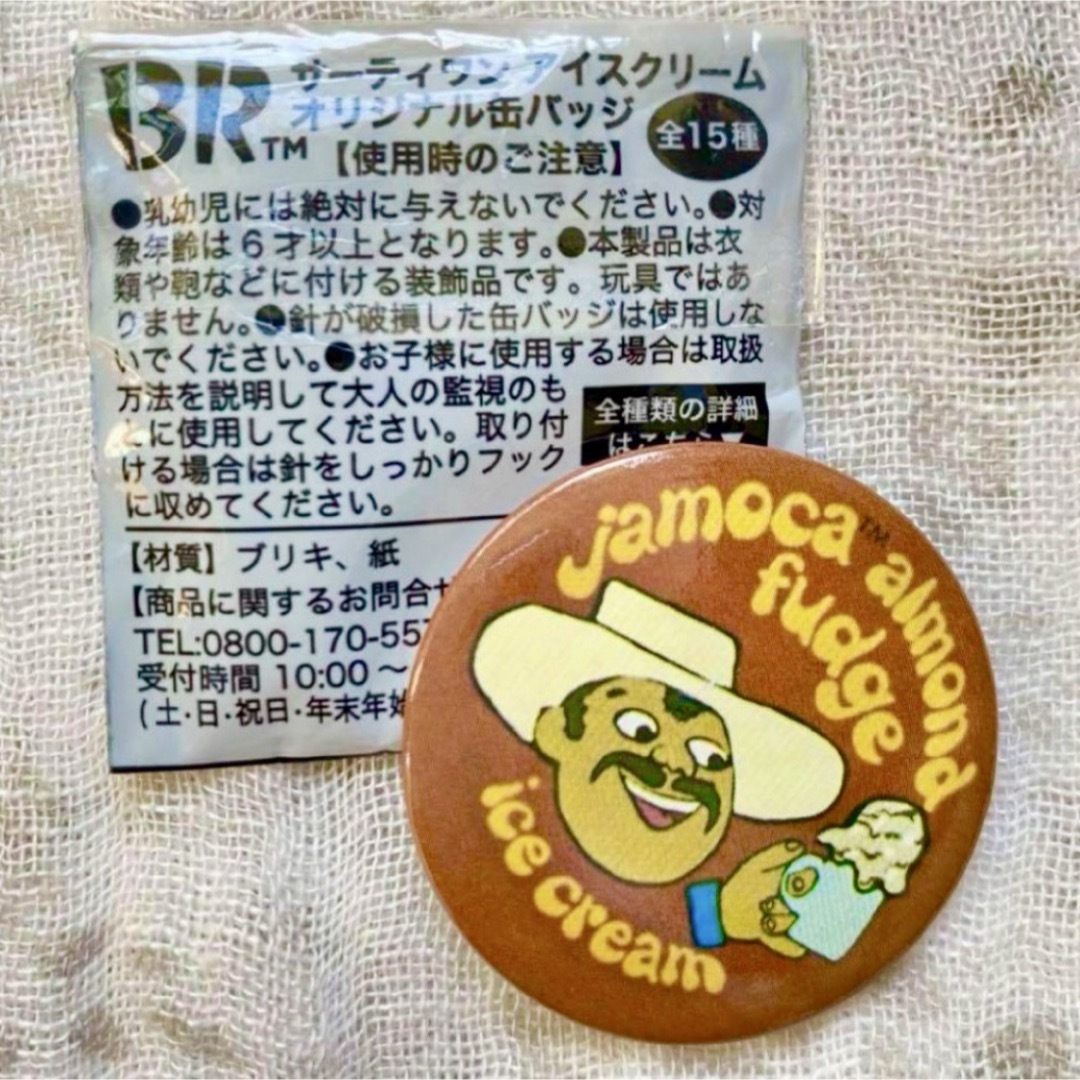 BR™
サーティワン アイスクリーム
オリジナル缶バッジ
全15種
【使用時のご注意】
●乳幼児には絶対に与えないでください。●対
象年齢は6才以上となります。●本製品は衣
類や鞄などに付ける装飾品です。玩具ではあ
りません。●針が破損した缶バッジは使用しな
いでください。●お子様に使用する場合は取扱
方法を説明して大人の監視のも
とに使用してください。取り付
ける場合は針をしっかりフック
に収めてください。
全種類の詳細
はこちら▼
【材質】ブリキ、紙
【商品に関するお問合せ
TEL:0800-170-557
受付時間 10:00〜
(土・日・祝日・年末年始
jamoca™ almond
fudge
ice cream